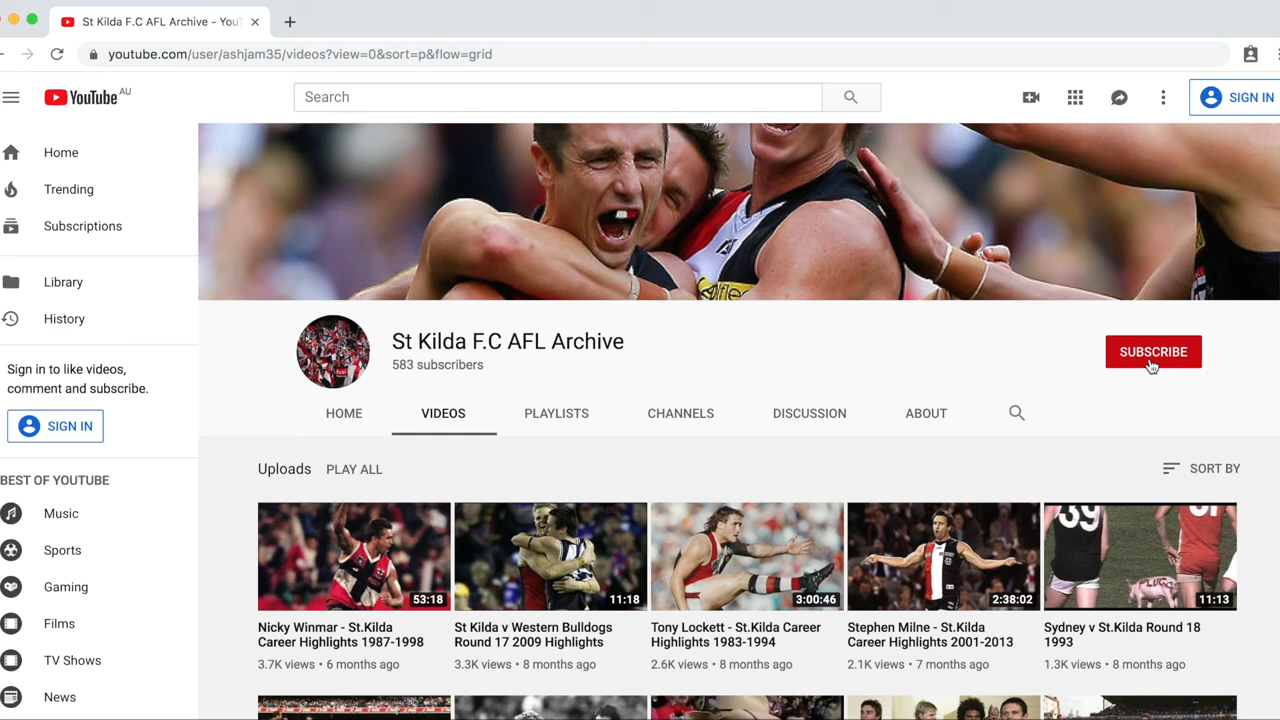 St Kilda F.C AFL Archive - You
youtube.com/user/ashjam35/videos?view=0&sort=p&flow=grid
YouTube AU
Search
SIGN IN
Home
Trending
Subscriptions
Library
History
Sign in to like videos,
comment and subscribe.
SIGN IN
BEST OF YOUTUBE
Music
Sports
Gaming
Films
TV Shows
News
St Kilda F.C AFL Archive
583 subscribers
SUBSCRIBE
HOME VIDEOS PLAYLISTS CHANNELS DISCUSSION ABOUT
Uploads PLAY ALL SORT BY
53:18
Nicky Winmar - St.Kilda
Career Highlights 1987-1998
3.7K views • 6 months ago
11:18
St Kilda v Western Bulldogs
Round 17 2009 Highlights
3.3K views • 8 months ago
3:00:46
Tony Lockett - St.Kilda Career
Highlights 1983-1994
2.6K views • 8 months ago
2:38:02
Stephen Milne - St.Kilda
Career Highlights 2001-2013
2.1K views • 7 months ago
39
PLUGGA
11:13
Sydney v St.Kilda Round 18
1993
1.3K views • 8 months ago